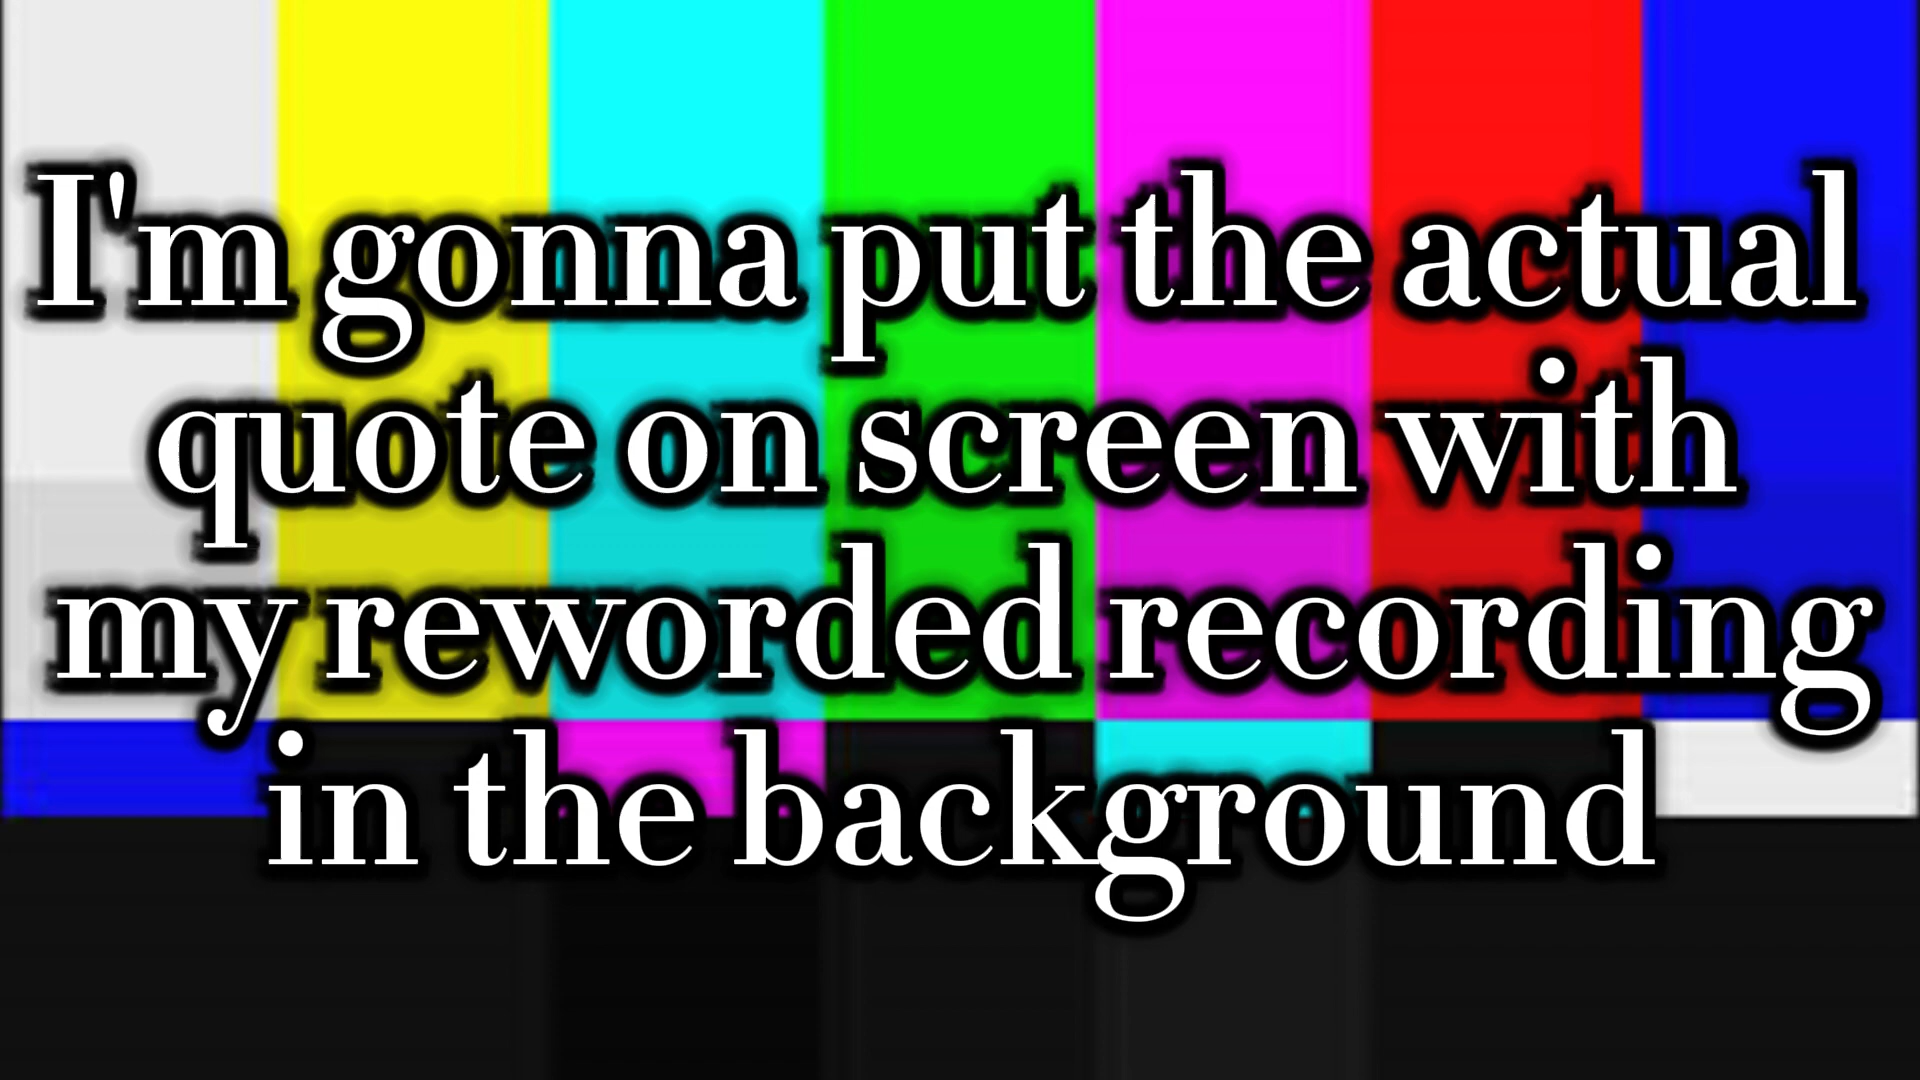 I'm gonna put the actual
quote on screen with
my reworded recording
in the background